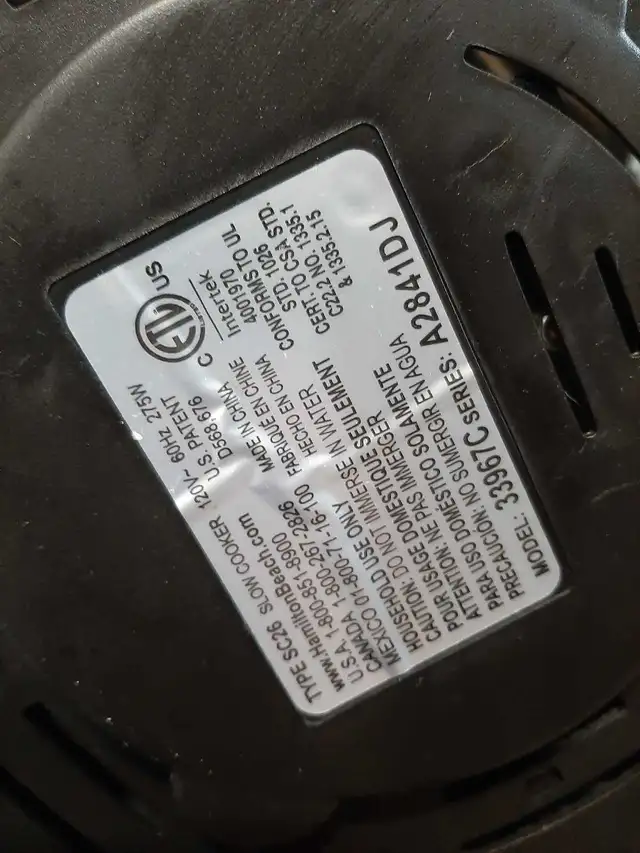 TYPE SC26 SLOW COOKER 120V~ 60HZ 275W
www.HamiltonBeach.com U.S. PATENT
U.S.A. 1-800-851-8900 D568,676
CANADA 1-800-267-2826 MADE IN CHINA
MEXICO 01-800-71-16-100 FABRIQUE EN CHINE
HECHO EN CHINA
HOUSEHOLD USE ONLY
CAUTION: DO NOT IMMERSE IN WATER
POUR USAGE DOMESTIQUE SEULEMENT
ATTENTION: NE PAS IMMERGER
PARA USO DOMESTICO SOLAMENTE
PRECAUCIÓN: NO SUMERGIR EN AGUA
MODEL: 33967C SERIES: A2841DJ
C ETL US
Intertek
4001970
CONFORMS TO UL
STD. 1026
CERT. TO CSA STD.
C22.2 NO. 1335.1
& 1335.2.15